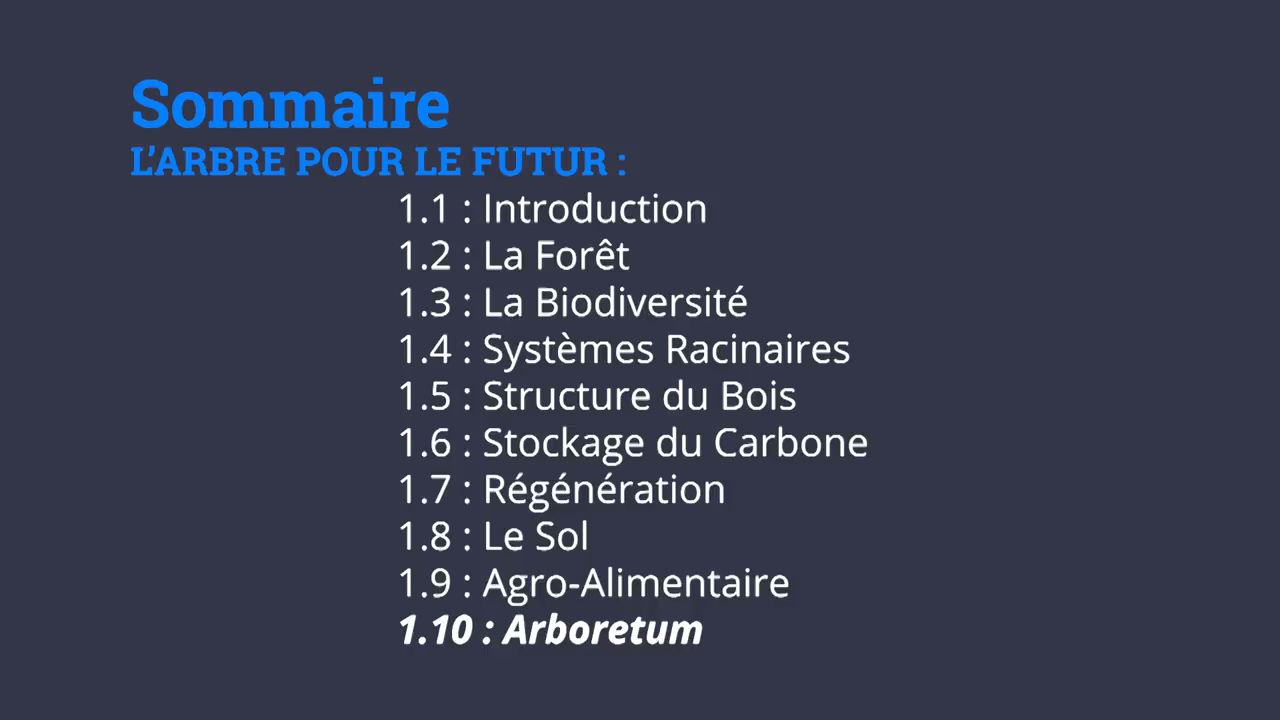 Sommaire
L’ARBRE POUR LE FUTUR :
1.1 : Introduction
1.2 : La Forêt
1.3 : La Biodiversité
1.4 : Systèmes Racinaires
1.5 : Structure du Bois
1.6 : Stockage du Carbone
1.7 : Régénération
1.8 : Le Sol
1.9 : Agro-Alimentaire
1.10 : Arboretum